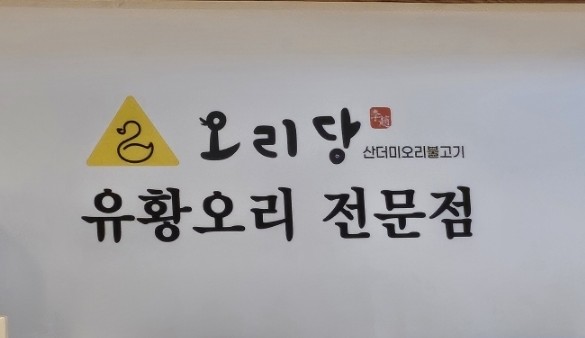 오리당
산더미오리불고기
유황오리 전문점